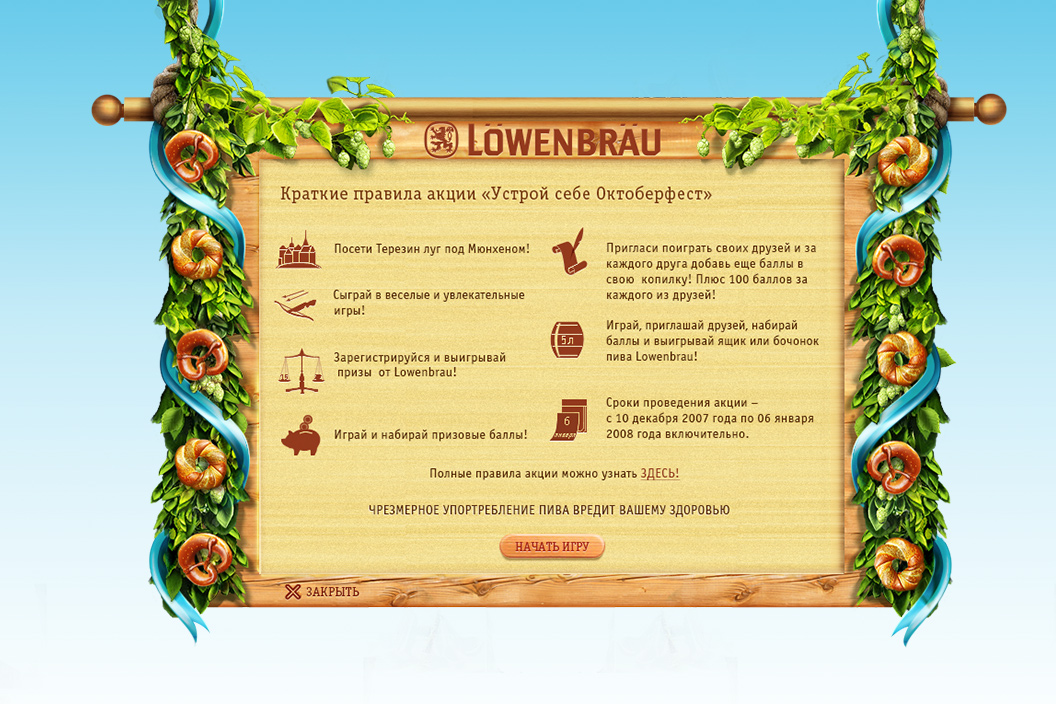 LÖWENBRÄU
Краткие правила акции «Устрой себе Октоберфест»
Посети Терезин луг под Мюнхеном!
Сыграй в веселые и увлекательные
игры!
15
Зарегистрируйся и выигрывай
призы от Lowenbrau!
Играй и набирай призовые баллы!
Пригласи поиграть своих друзей и за
каждого друга добавь еще баллы в
свою копилку! Плюс 100 баллов за
каждого из друзей!
5л
Играй, приглашай друзей, набирай
баллы и выигрывай ящик или бочонок
пива Lowenbrau!
6
января
Сроки проведения акции –
с 10 декабря 2007 года по 06 января
2008 года включительно.
Полные правила акции можно узнать ЗДЕСЬ!
ЧРЕЗМЕРНОЕ УПОРТРЕБЛЕНИЕ ПИВА ВРЕДИТ ВАШЕМУ ЗДОРОВЬЮ
НАЧАТЬ ИГРУ
ЗАКРЫТЬ